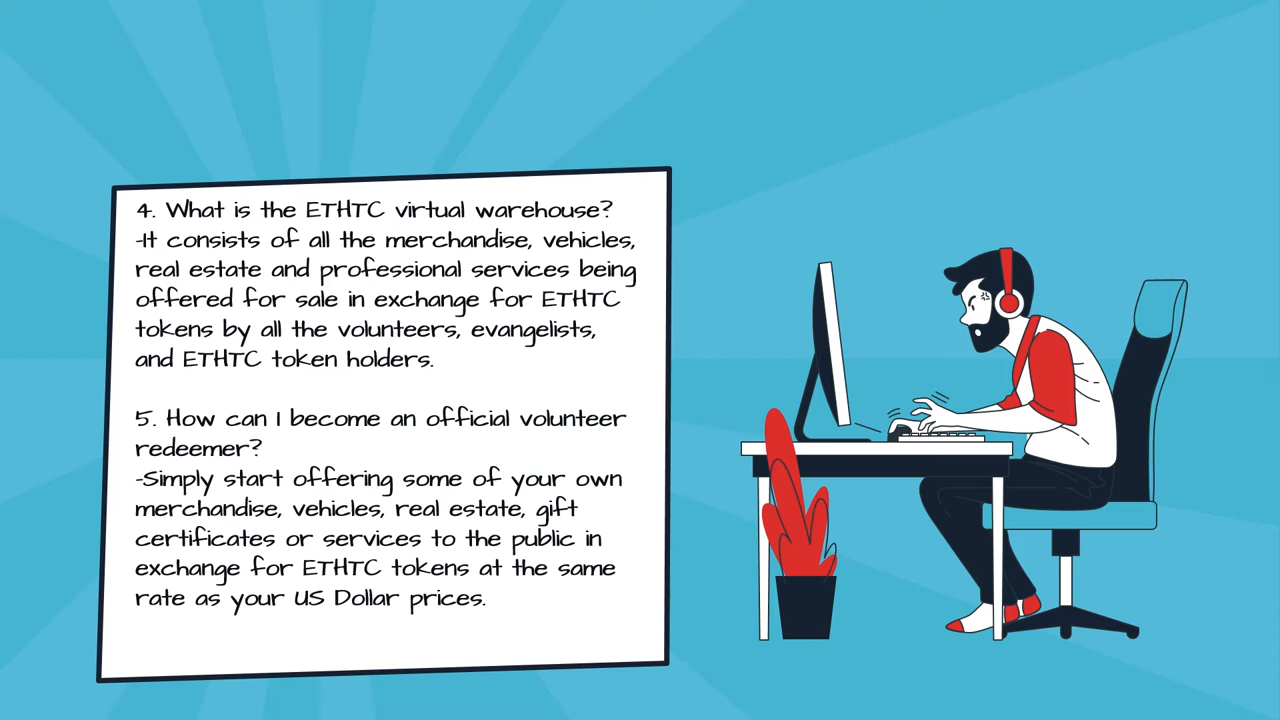 4. What is the ETHTC virtual warehouse?
-It consists of all the merchandise, vehicles,
real estate and professional services being
offered for sale in exchange for ETHTC
tokens by all the volunteers, evangelists,
and ETHTC token holders.
5. How can I become an official volunteer
redeemer?
-Simply start offering some of your own
merchandise, vehicles, real estate, gift
certificates or services to the public in
exchange for ETHTC tokens at the same
rate as your US Dollar prices.